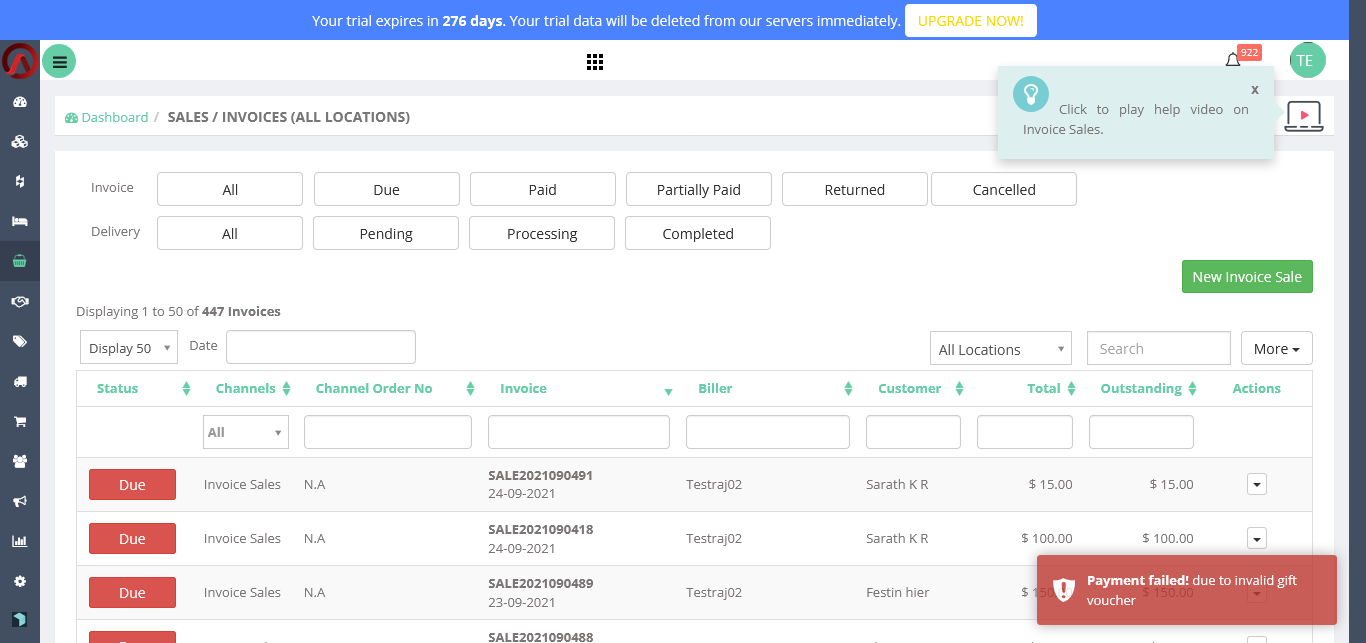 Your trial expires in 276 days. Your trial data will be deleted from our servers immediately. UPGRADE NOW!
922
TE
x
Click to play help video on
Invoice Sales.
Dashboard / SALES / INVOICES (ALL LOCATIONS)
Invoice All Due Paid Partially Paid Returned Cancelled
Delivery All Pending Processing Completed
New Invoice Sale
Displaying 1 to 50 of 447 Invoices
Display 50 Date All Locations Search More
Status Channels Channel Order No Invoice Biller Customer Total Outstanding Actions
All
Due Invoice Sales N.A SALE2021090491 Testraj02 Sarath K R $ 15.00 $ 15.00
24-09-2021
Due Invoice Sales N.A SALE2021090418 Testraj02 Sarath K R $ 100.00 $ 100.00
24-09-2021
Due Invoice Sales N.A SALE2021090489 Testraj02 Festin hier $ 150.00 $ 150.00
23-09-2021
Payment failed! due to invalid gift
voucher
Due SALE2021090488